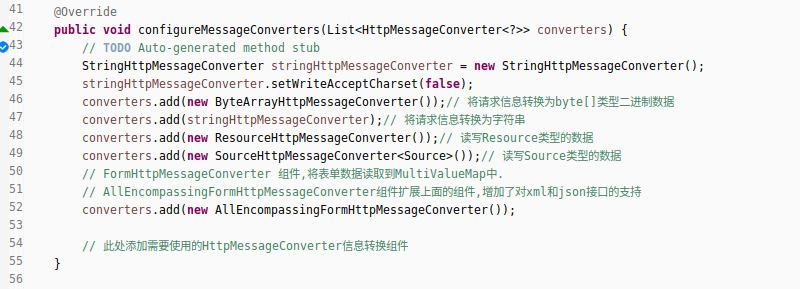 41 @Override
42 public void configureMessageConverters(List<HttpMessageConverter<?>> converters) {
43 // TODO Auto-generated method stub
44 StringHttpMessageConverter stringHttpMessageConverter = new StringHttpMessageConverter();
45 stringHttpMessageConverter.setWriteAcceptCharset(false);
46 converters.add(new ByteArrayHttpMessageConverter());// 将请求信息转换为byte[]类型二进制数据
47 converters.add(stringHttpMessageConverter);// 将请求信息转换为字符串
48 converters.add(new ResourceHttpMessageConverter());// 读写Resource类型的数据
49 converters.add(new SourceHttpMessageConverter<Source>());// 读写Source类型的数据
50 // FormHttpMessageConverter 组件,将表单数据读取到MultiValueMap中.
51 // AllEncompassingFormHttpMessageConverter组件扩展上面的组件,增加了对xml和json接口的支持
52 converters.add(new AllEncompassingFormHttpMessageConverter());
53
54 // 此处添加需要使用的HttpMessageConverter信息转换组件
55 }
56